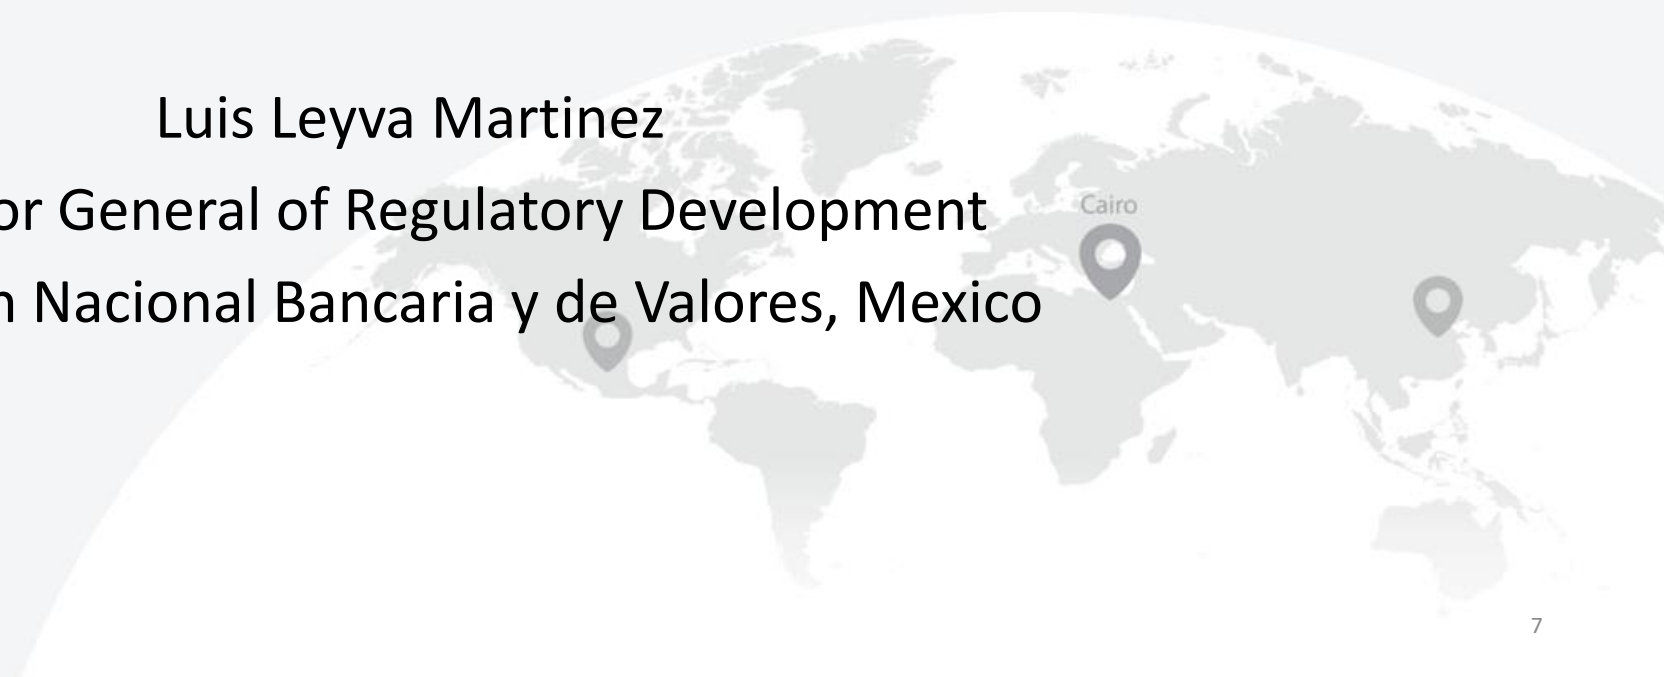 Luis Leyva Martinez
or General of Regulatory Development
n Nacional Bancaria y de Valores, Mexico
Cairo
7